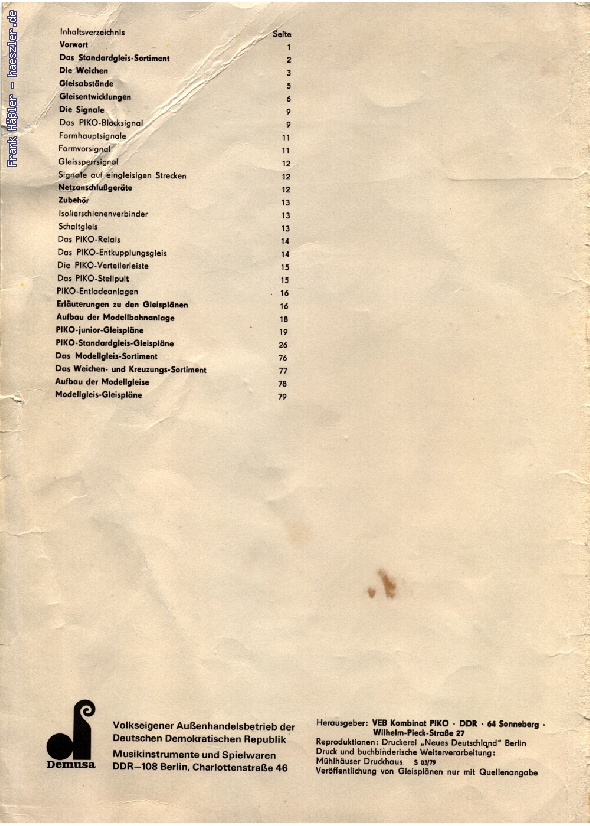 Frank Häßler - haeszler.de
Inhaltsverzeichnis Seite
Vorwort 1
Das Standardgleis-Sortiment 2
Die Weichen 3
Gleisabstände 5
Gleisentwicklungen 6
Die Signale 9
Das PIKO-Blocksignal 9
Formhauptsignale 11
Formvorsignal 11
Gleissperrsignal 12
Signale auf eingleisigen Strecken 12
Netzanschlußgeräte 12
Zubehör 13
Isolierschienenverbinder 13
Schaltgleis 13
Das PIKO-Relais 14
Das PIKO-Entkupplungsgleis 14
Die PIKO-Verteilerleiste 15
Das PIKO-Stellpult 15
PIKO-Entladeanlagen 16
Erläuterungen zu den Gleisplänen 16
Aufbau der Modellbahnanlage 18
PIKO-junior-Gleispläne 19
PIKO-Standardgleis-Gleispläne 26
Das Modellgleis-Sortiment 76
Das Weichen- und Kreuzungs-Sortiment 77
Aufbau der Modellgleise 78
Modellgleis-Gleispläne 79
Demusa
Volkseigener Außenhandelsbetrieb der
Deutschen Demokratischen Republik
Musikinstrumente und Spielwaren
DDR—108 Berlin, Charlottenstraße 46
Herausgeber: VEB Kombinat PIKO · DDR · 64 Sonneberg ·
Wilhelm-Pieck-Straße 27
Reproduktionen: Druckerei „Neues Deutschland" Berlin
Druck und buchbinderische Weiterverarbeitung:
Mühlhäuser Druckhaus S 03/79
Veröffentlichung von Gleisplänen nur mit Quellenangabe